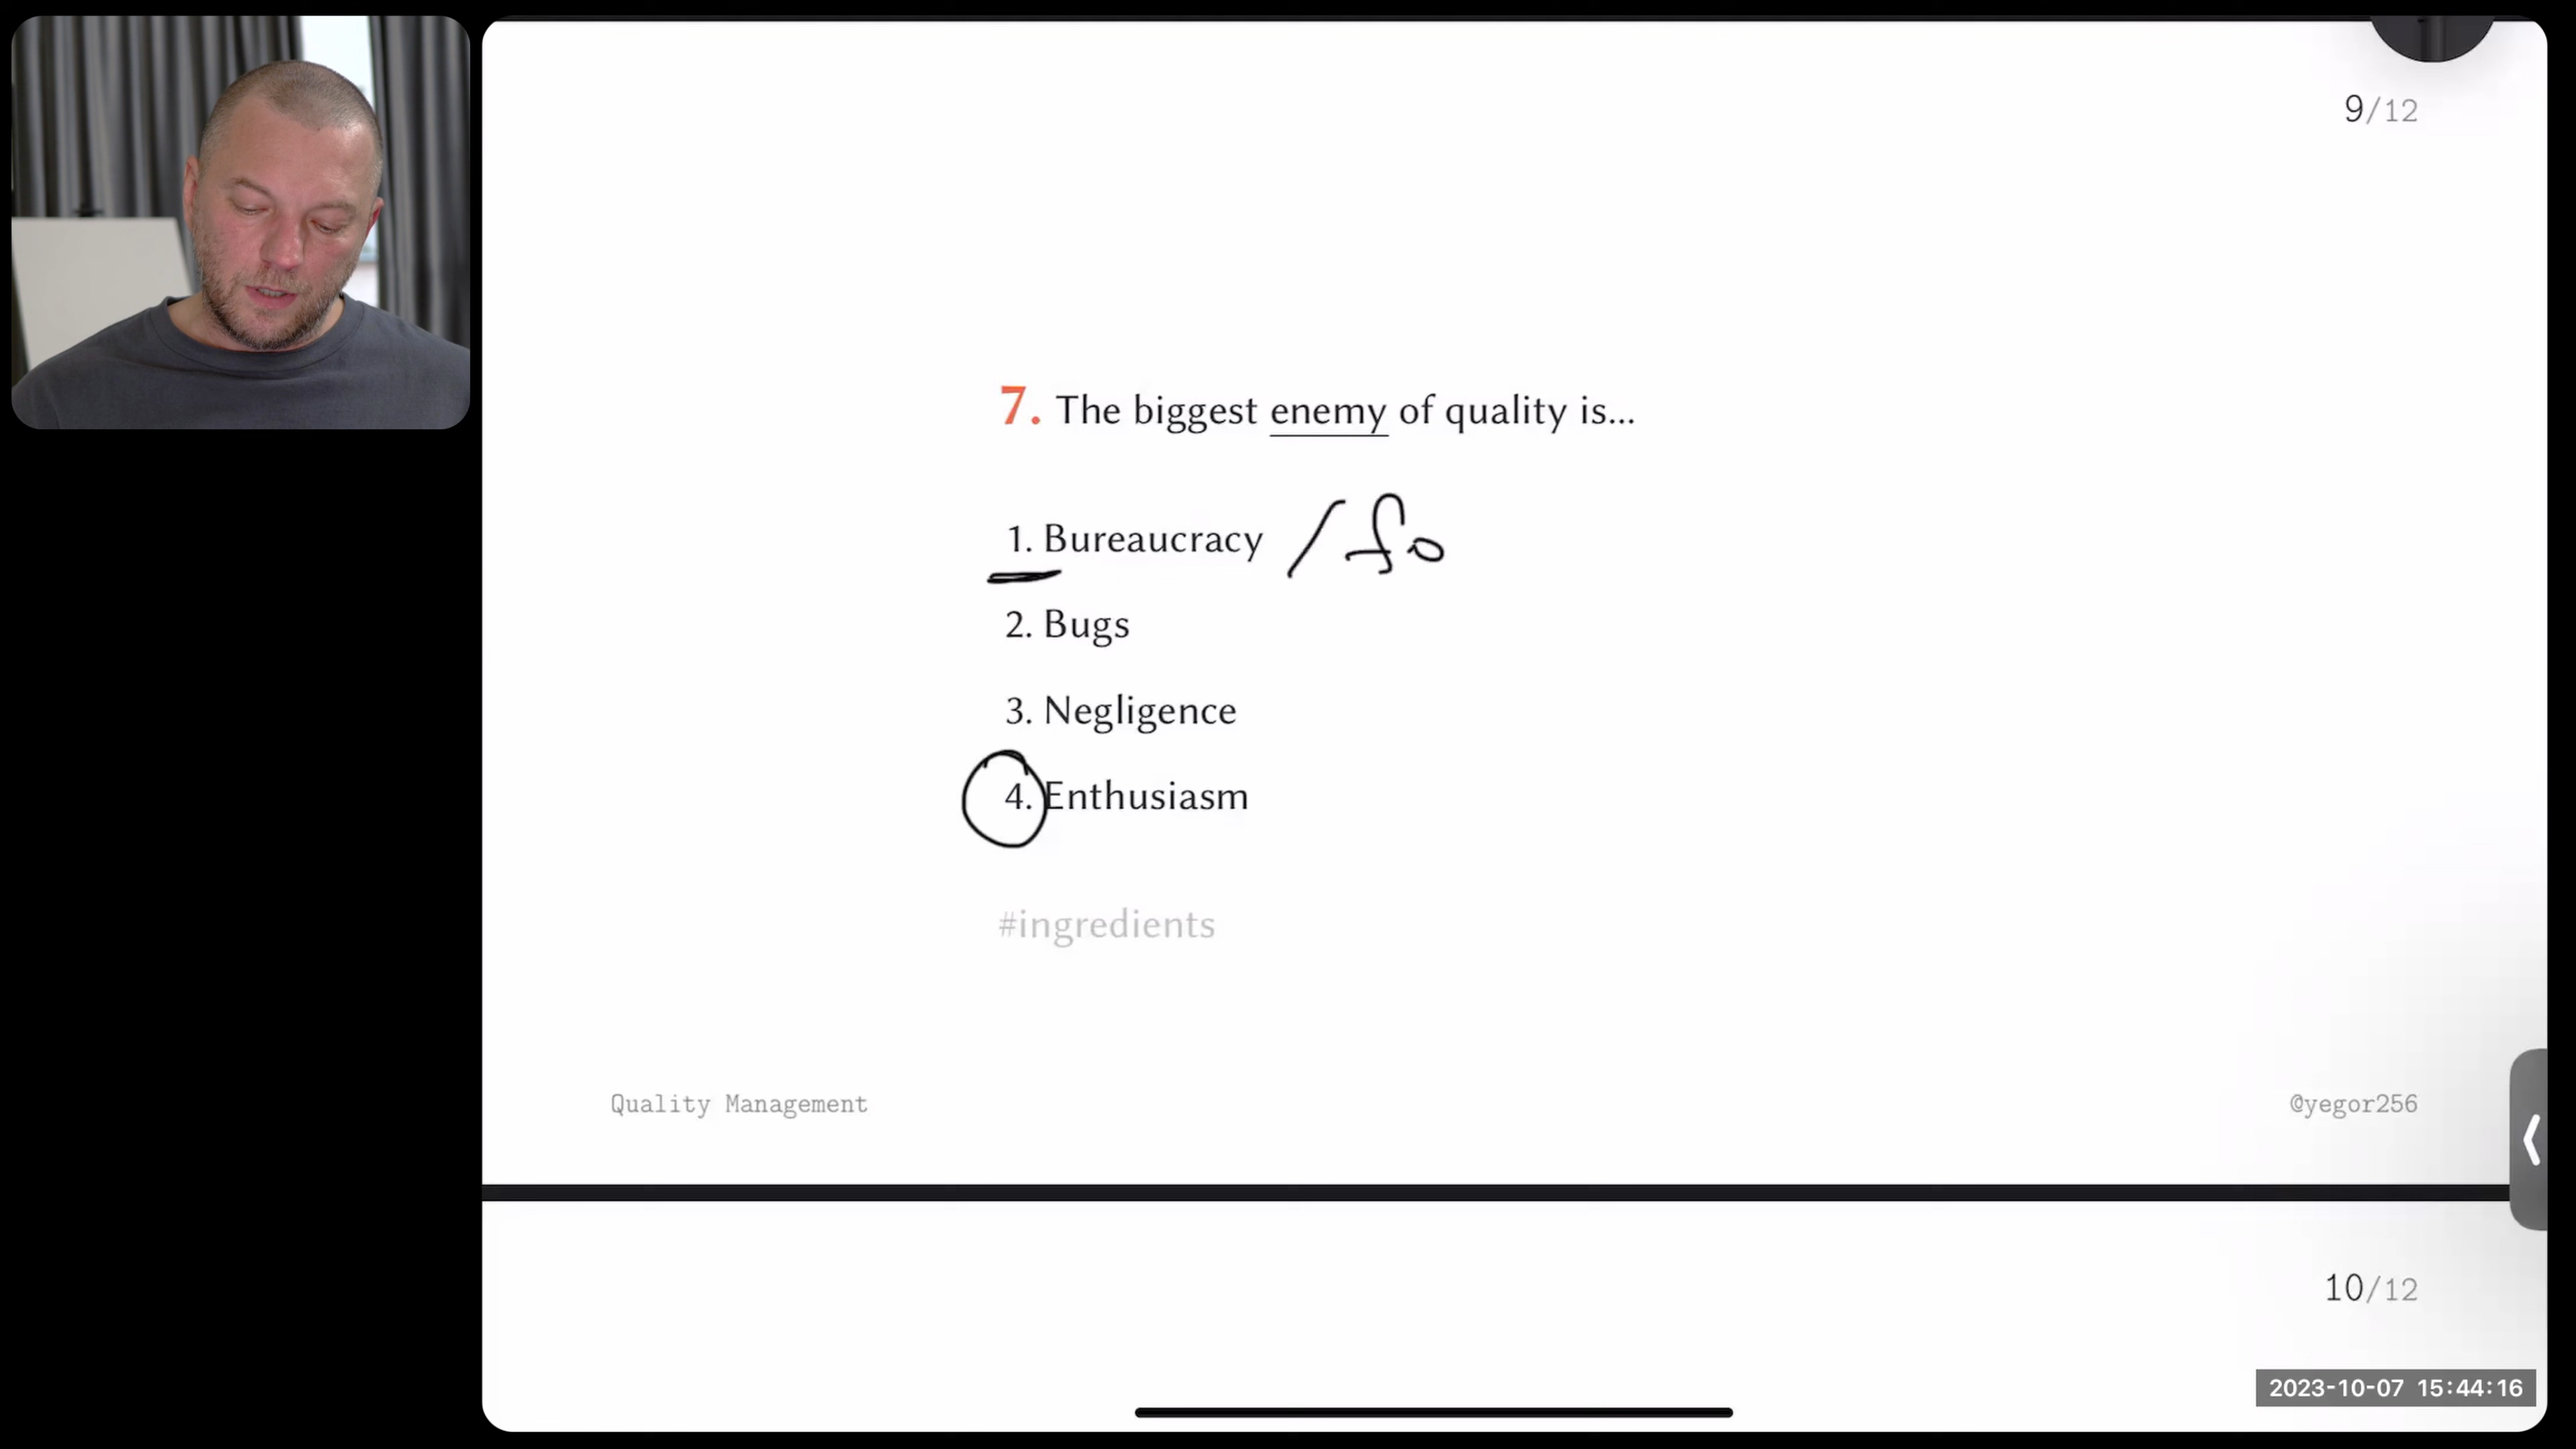 9/12
7. The biggest enemy of quality is...
1. Bureaucracy / fo
2. Bugs
3. Negligence
4. Enthusiasm
#ingredients
Quality Management
@yegor256
10/12
2023-10-07 15:44:16